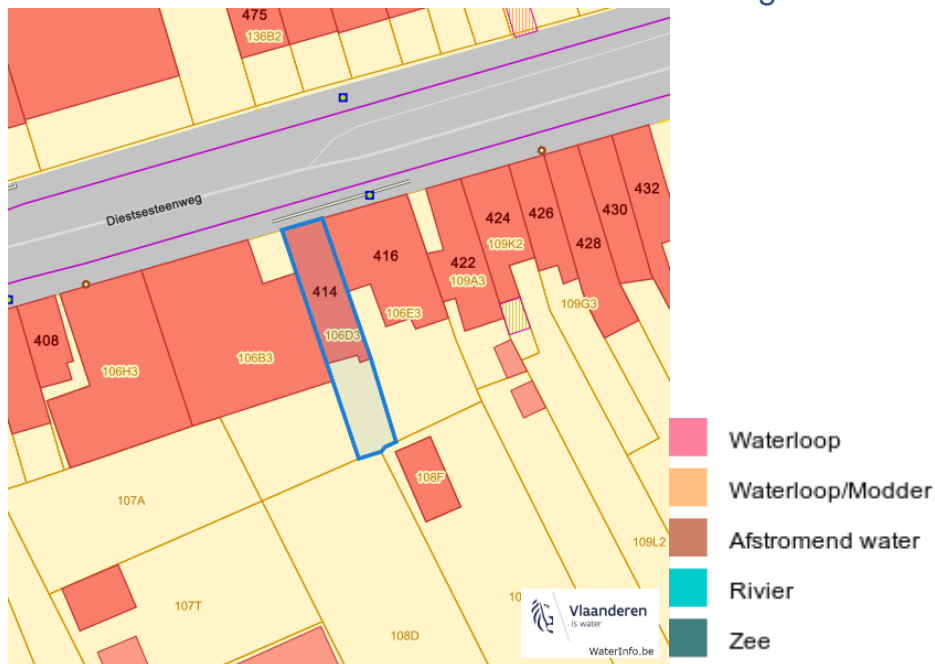 475
136B2
Diestsesteenweg
432
430
426
424
428
109K2
416
422
109A3
414
109G3
106E3
106D3
408
106B3
106H3
108F
107A
109L2
107T
108D
Vlaanderen
is water
WaterInfo.be
Waterloop
Waterloop/Modder
Afstromend water
Rivier
Zee